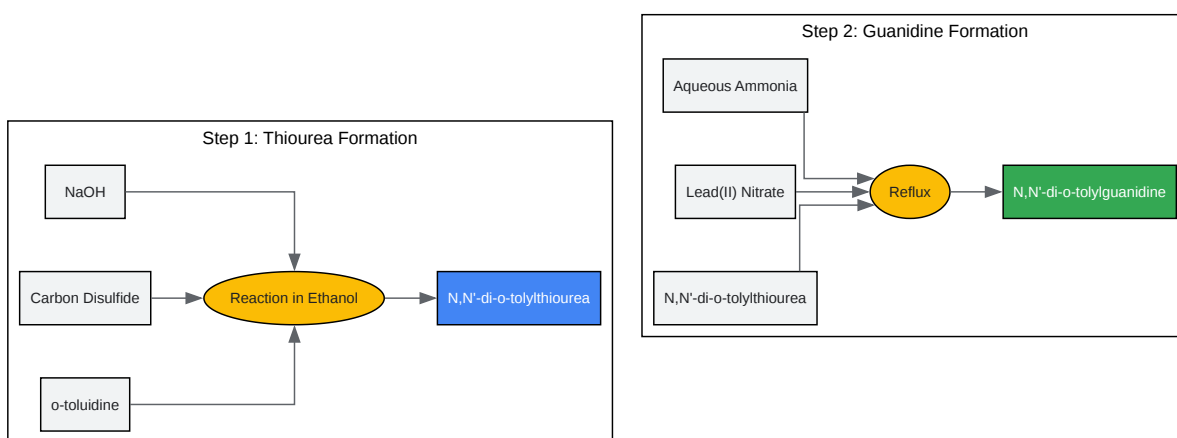 Step 1: Thiourea Formation
NaOH
Carbon Disulfide
Reaction in Ethanol
N,N'-di-o-tolylthiourea
o-toluidine
Step 2: Guanidine Formation
Aqueous Ammonia
Lead(II) Nitrate
Reflux
N,N'-di-o-tolylguanidine
N,N'-di-o-tolylthiourea